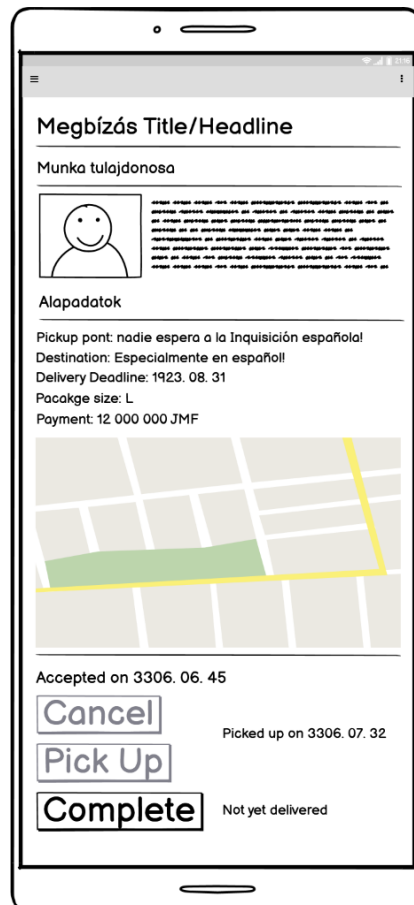 21:16
Megbízás Title/Headline
Munka tulajdonosa
Alapadatok
Pickup pont: nadie espera a la Inquisición española!
Destination: Especialmente en español!
Delivery Deadline: 1923. 08. 31
Pacakge size: L
Payment: 12 000 000 JMF
Accepted on 3306. 06. 45
Cancel
Picked up on 3306. 07. 32
Pick Up
Complete
Not yet delivered